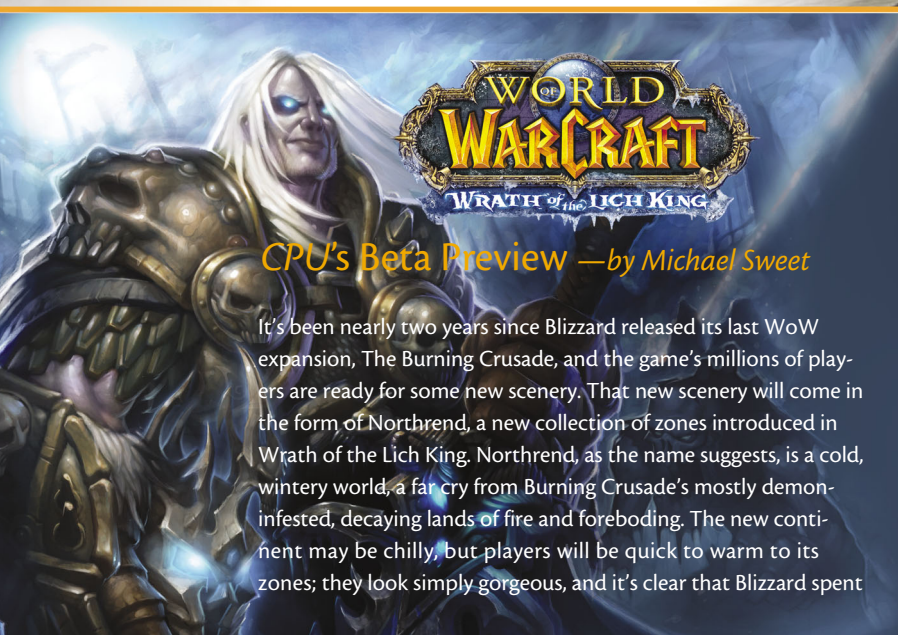 WORLD
OF
WARCRAFT
WRATH of the LICH KING
CPU's Beta Preview —by Michael Sweet
It's been nearly two years since Blizzard released its last WoW
expansion, The Burning Crusade, and the game's millions of play-
ers are ready for some new scenery. That new scenery will come in
the form of Northrend, a new collection of zones introduced in
Wrath of the Lich King. Northrend, as the name suggests, is a cold,
wintery world, a far cry from Burning Crusade's mostly demon-
infested, decaying lands of fire and foreboding. The new conti-
nent may be chilly, but players will be quick to warm to its
zones; they look simply gorgeous, and it's clear that Blizzard spent